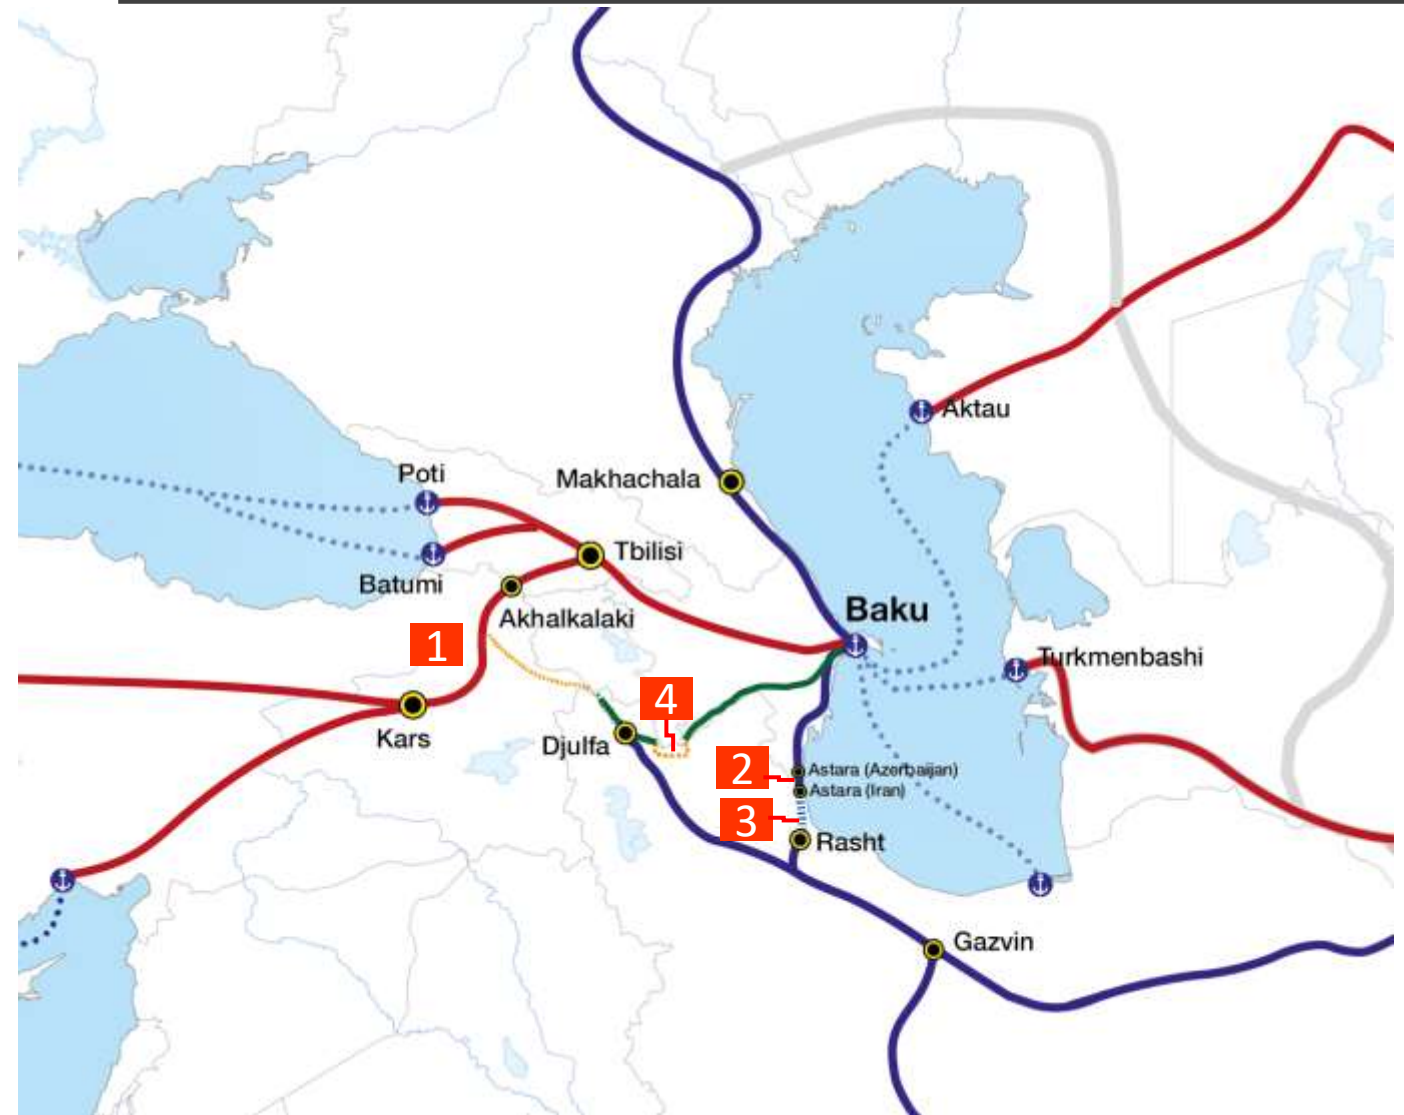 Aktau
Poti
Makhachala
Tbilisi
Batumi
Baku
Akhalkalaki
1
Turkmenbashi
4
Kars
Djulfa
2
Astara (Azerbaijan)
Astara (Iran)
3
Rasht
Gazvin